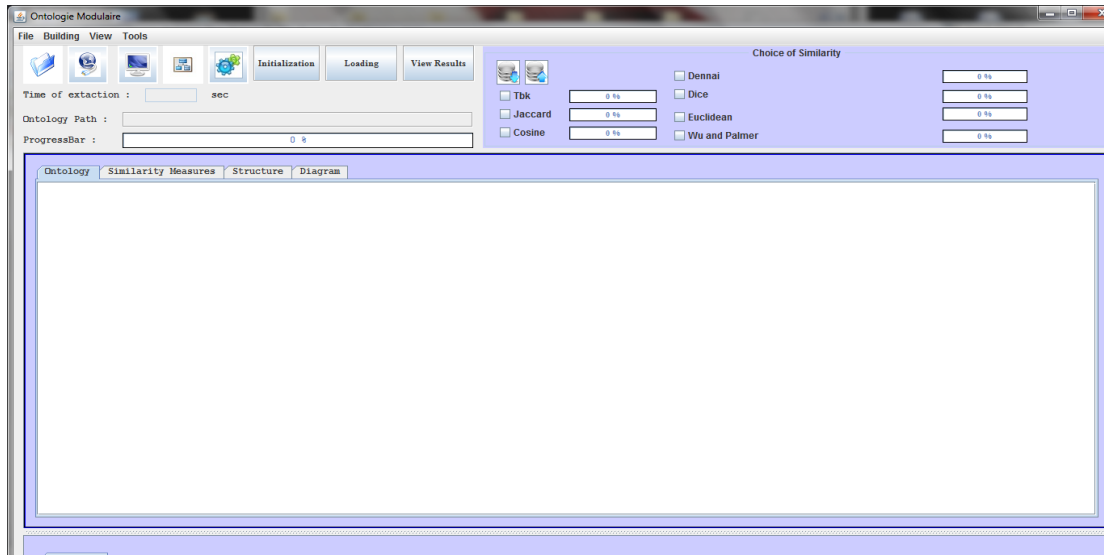 Ontologie Modulaire
File Building View Tools
Initialization Loading View Results
Time of extaction : sec
Ontology Path :
ProgressBar : 0 %
Choice of Similarity
Tbk 0 %
Jaccard 0 %
Cosine 0 %
Dennai 0 %
Dice 0 %
Euclidean 0 %
Wu and Palmer 0 %
Ontology Similarity Measures Structure Diagram